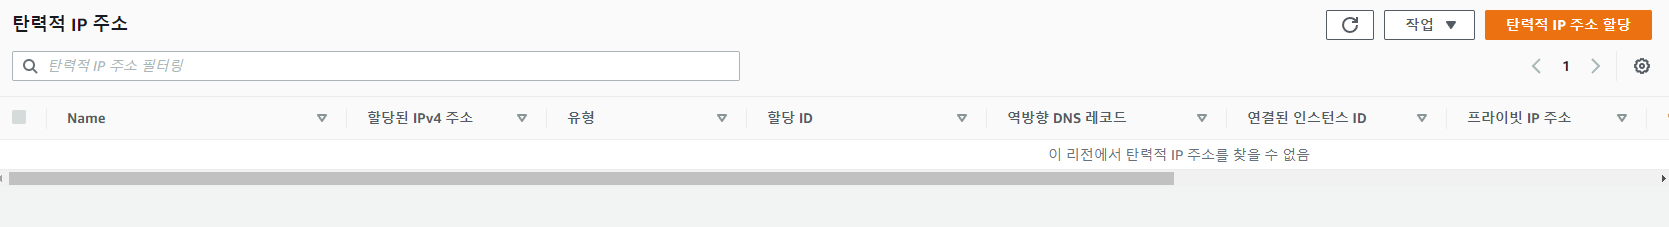 탄력적 IP 주소
작업
탄력적 IP 주소 할당
탄력적 IP 주소 필터링
1
Name 할당된 IPv4 주소 유형 할당 ID 역방향 DNS 레코드 연결된 인스턴스 ID 프라이빗 IP 주소
이 리전에서 탄력적 IP 주소를 찾을 수 없음